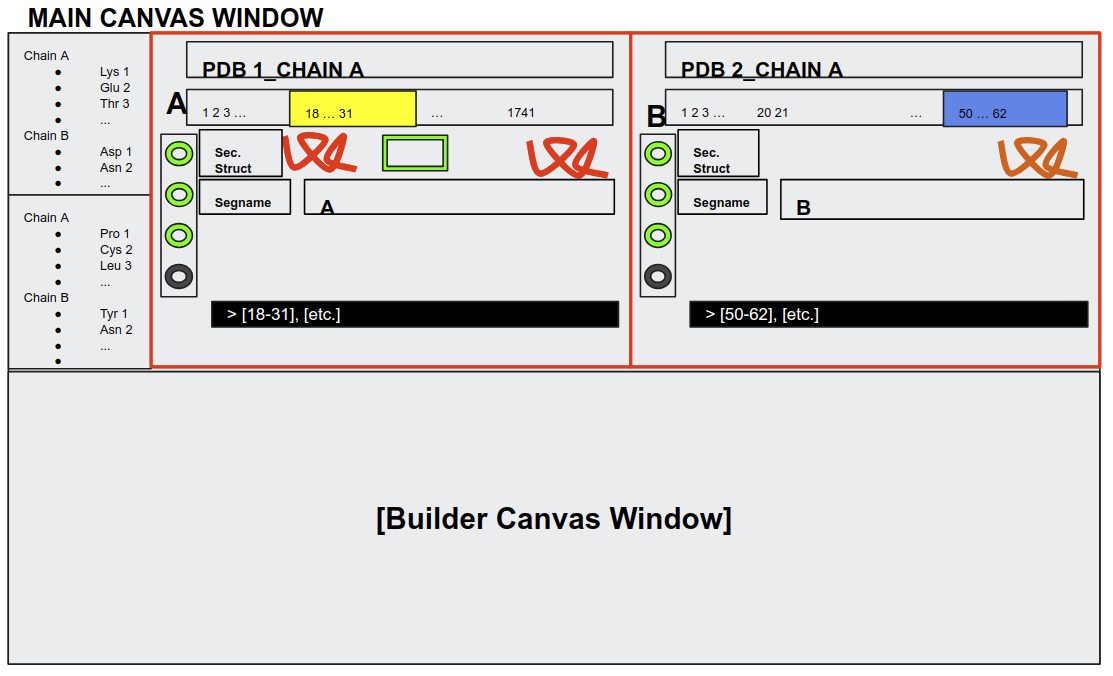 MAIN CANVAS WINDOW
Chain A
● Lys 1
● Glu 2
● Thr 3
● ...
Chain B
● Asp 1
● Asn 2
● ...
Chain A
● Pro 1
● Cys 2
● Leu 3
● ...
Chain B
● Tyr 1
● Asn 2
● ...
●
PDB 1_CHAIN A
A
1 2 3 ... 18 ... 31 ... 1741
Sec.
Struct
Segname
A
> [18-31], [etc.]
PDB 2_CHAIN A
B
1 2 3 ... 20 21 ... 50 ... 62
Sec.
Struct
Segname
B
> [50-62], [etc.]
[Builder Canvas Window]